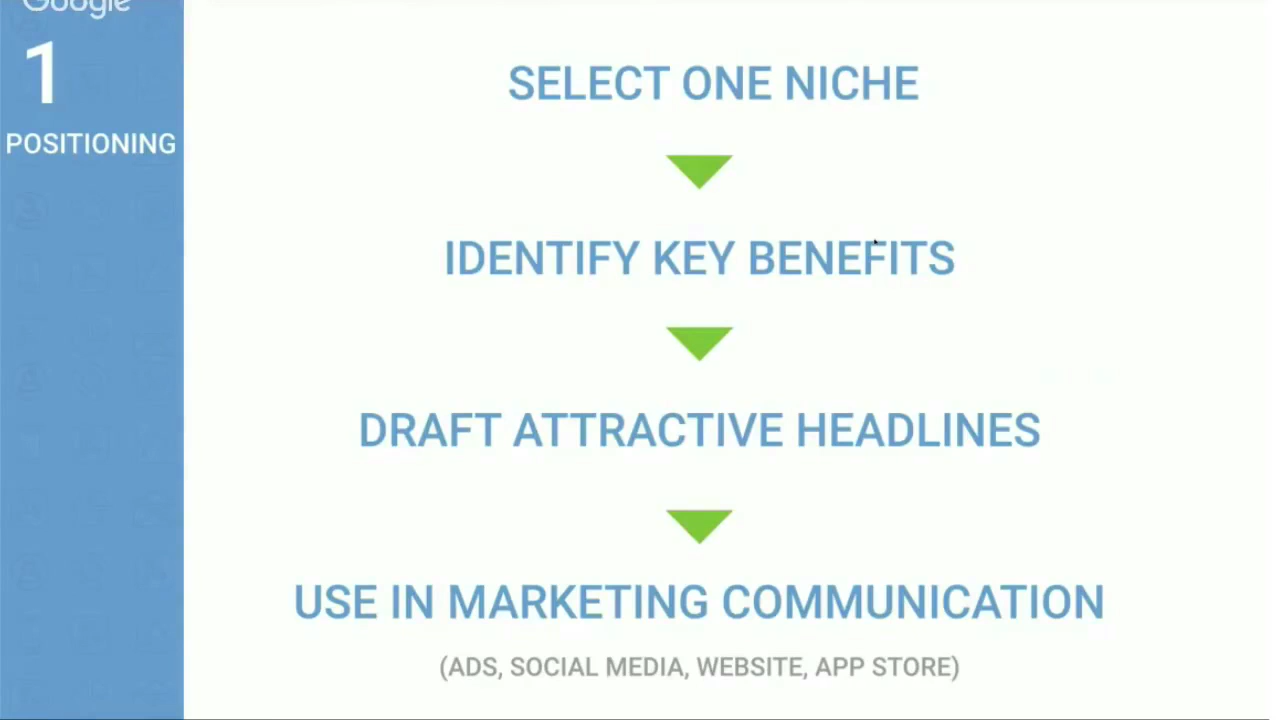 Google
1
POSITIONING
SELECT ONE NICHE
IDENTIFY KEY BENEFITS
DRAFT ATTRACTIVE HEADLINES
USE IN MARKETING COMMUNICATION
(ADS, SOCIAL MEDIA, WEBSITE, APP STORE)